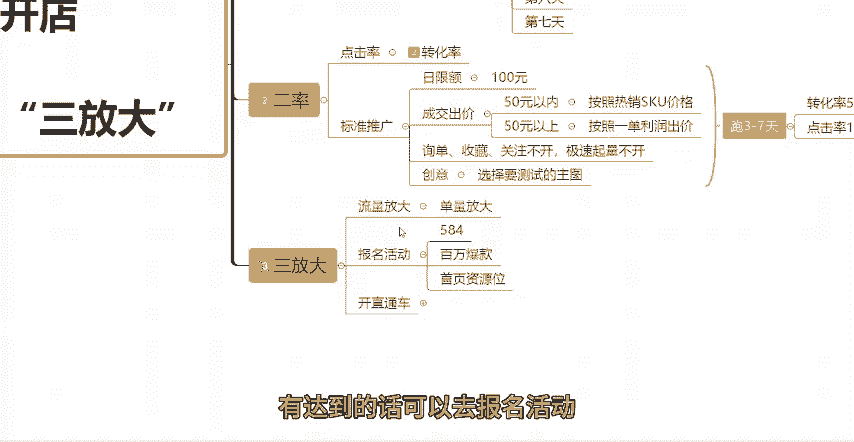 开店
“三放大”
第七天
2 二率
点击率
2 转化率
标准推广
日限额
100元
成交出价
50元以内
按照热销SKU价格
50元以上
按照一单利润出价
询单、收藏、关注不开，极速起量不开
创意
选择要测试的主图
跑3-7天
转化率5
点击率1
三放大
流量放大
单量放大
报名活动
584
百万爆款
首页资源位
开直通车
有达到的话可以去报名活动